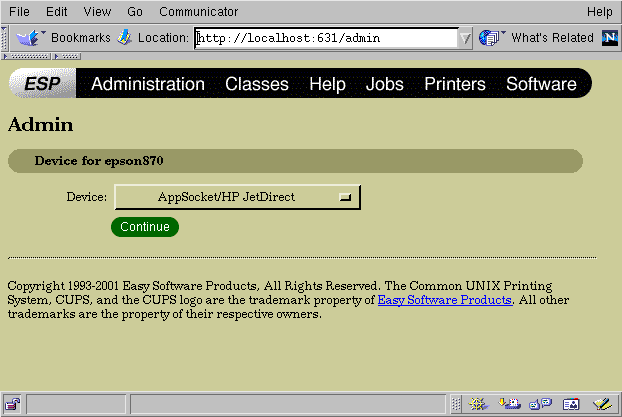 File Edit View Go Communicator Help
Bookmarks Location: http://localhost:631/admin What's Related N
ESP Administration Classes Help Jobs Printers Software
Admin
Device for epson870
Device: AppSocket/HP JetDirect
Continue
Copyright 1993-2001 Easy Software Products, All Rights Reserved. The Common UNIX Printing
System, CUPS, and the CUPS logo are the trademark property of Easy Software Products. All other
trademarks are the property of their respective owners.